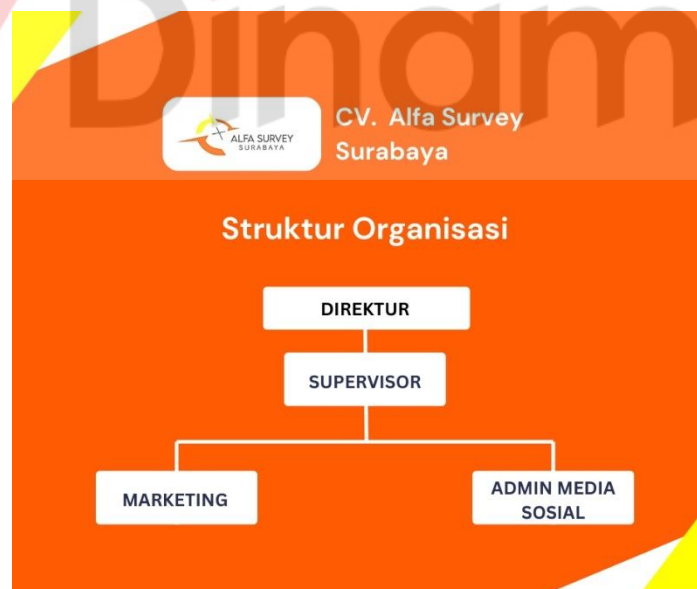 Dinam
ALFA SURVEY
SURABAYA
CV. Alfa Survey
Surabaya
Struktur Organisasi
DIREKTUR
SUPERVISOR
MARKETING
ADMIN MEDIA
SOSIAL